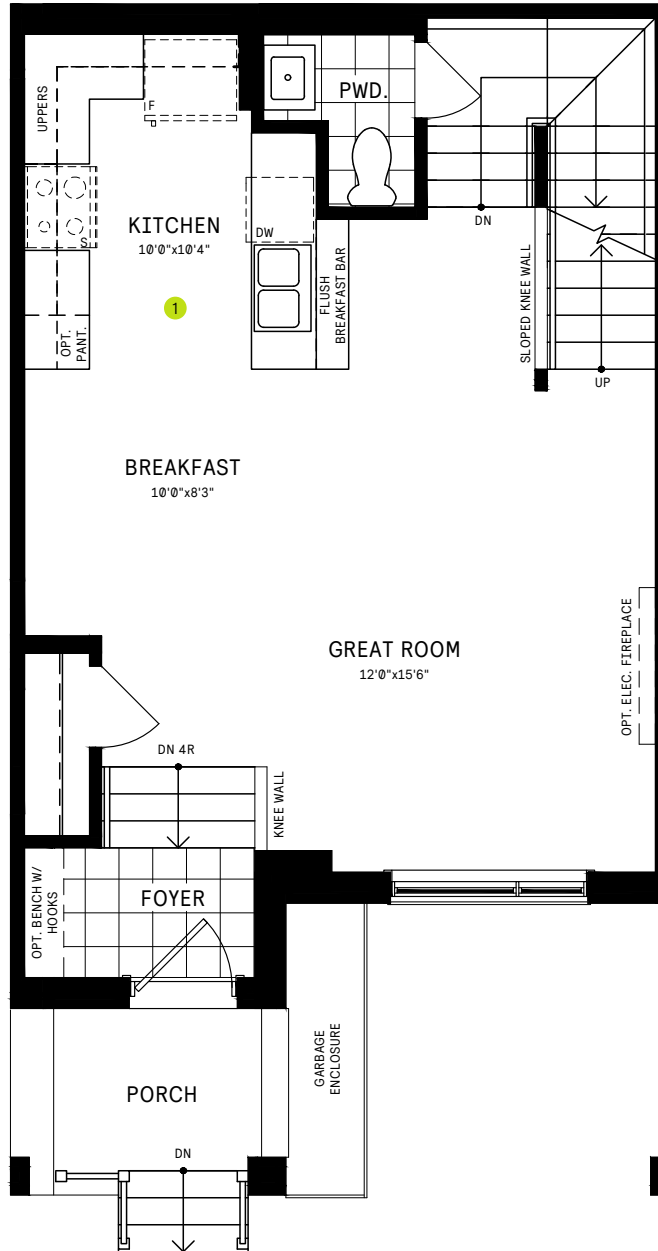 PWD.
UPPERS
F
KITCHEN
10'0"x10'4"
S
DW
DN
1
FLUSH
BREAKFAST BAR
SLOPED KNEE WALL
OPT.
PANT.
UP
BREAKFAST
10'0"x8'3"
GREAT ROOM
12'0"x15'6"
OPT. ELEC. FIREPLACE
DN 4R
KNEE WALL
FOYER
OPT. BENCH W/
HOOKS
GARBAGE
ENCLOSURE
PORCH
DN